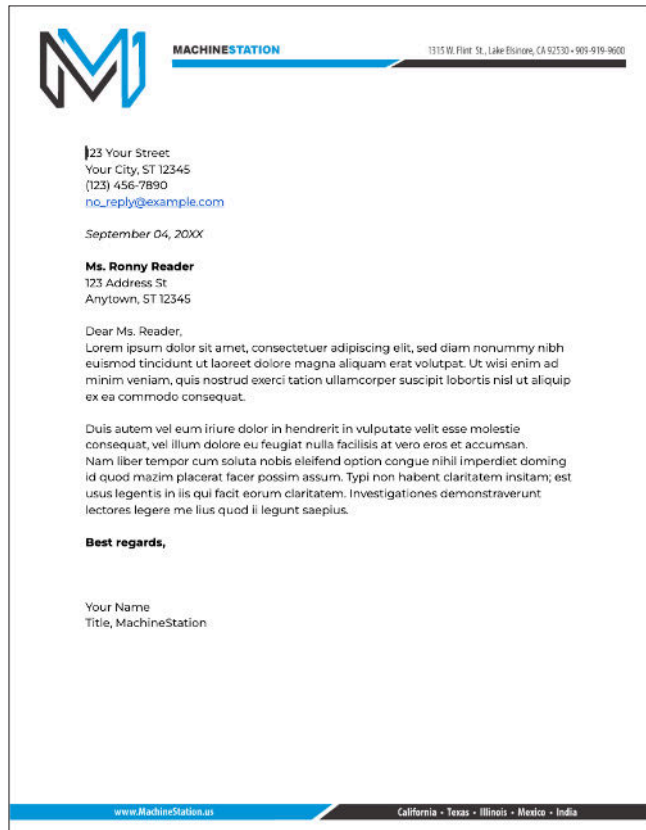 MACHINESTATION
1315 W. Flint St., Lake Elsinore, CA 92530 • 909-919-9600
123 Your Street
Your City, ST 12345
(123) 456-7890
no_reply@example.com
September 04, 20XX
Ms. Ronny Reader
123 Address St
Anytown, ST 12345
Dear Ms. Reader,
Lorem ipsum dolor sit amet, consectetuer adipiscing elit, sed diam nonummy nibh
euismod tincidunt ut laoreet dolore magna aliquam erat volutpat. Ut wisi enim ad
minim veniam, quis nostrud exerci tation ullamcorper suscipit lobortis nisl ut aliquip
ex ea commodo consequat.
Duis autem vel eum iriure dolor in hendrerit in vulputate velit esse molestie
consequat, vel illum dolore eu feugiat nulla facilisis at vero eros et accumsan.
Nam liber tempor cum soluta nobis eleifend option congue nihil imperdiet doming
id quod mazim placerat facer possim assum. Typi non habent claritatem insitam; est
usus legentis in iis qui facit eorum claritatem. Investigationes demonstraverunt
lectores legere me lius quod ii legunt saepius.
Best regards,
Your Name
Title, MachineStation
www.MachineStation.us
California • Texas • Illinois • Mexico • India